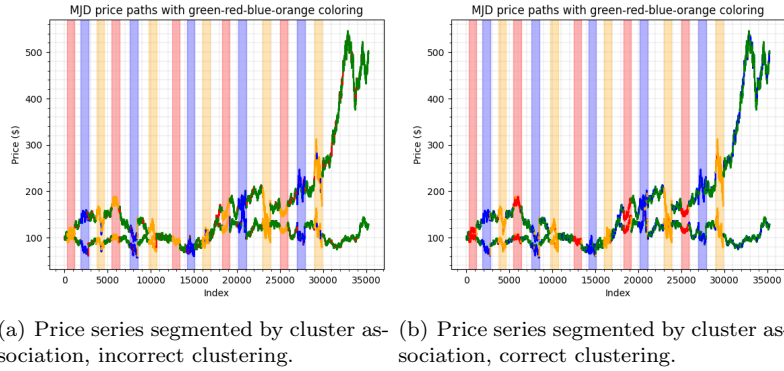 MJD price paths with green-red-blue-orange coloring
MJD price paths with green-red-blue-orange coloring
Price ($)
500
400
300
200
100
0 5000 10000 15000 20000 25000 30000 35000
Index
Price ($)
500
400
300
200
100
0 5000 10000 15000 20000 25000 30000 35000
Index
(a) Price series segmented by cluster as-
sociation, incorrect clustering.
(b) Price series segmented by cluster as-
sociation, correct clustering.